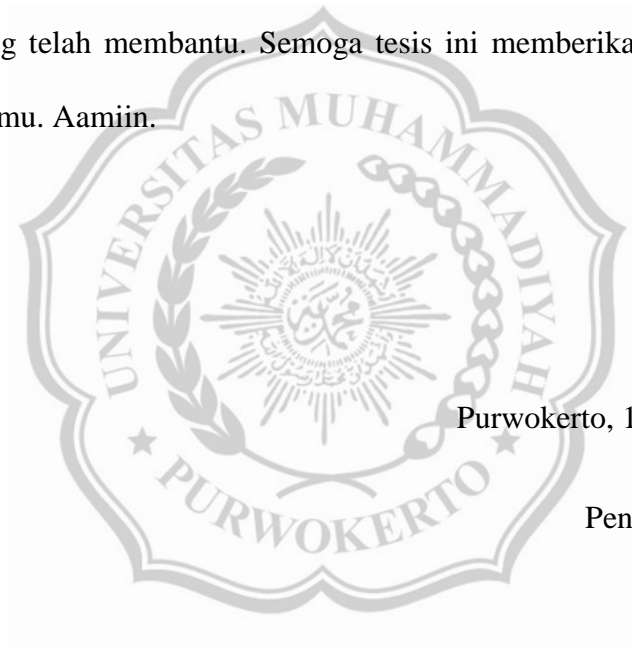 g telah membantu. Semoga tesis ini memberika
mu. Aamiin.
UNIVERSITAS MUHAMMADIYAH
Purwokerto, 1
PURWOKERTO
Pen